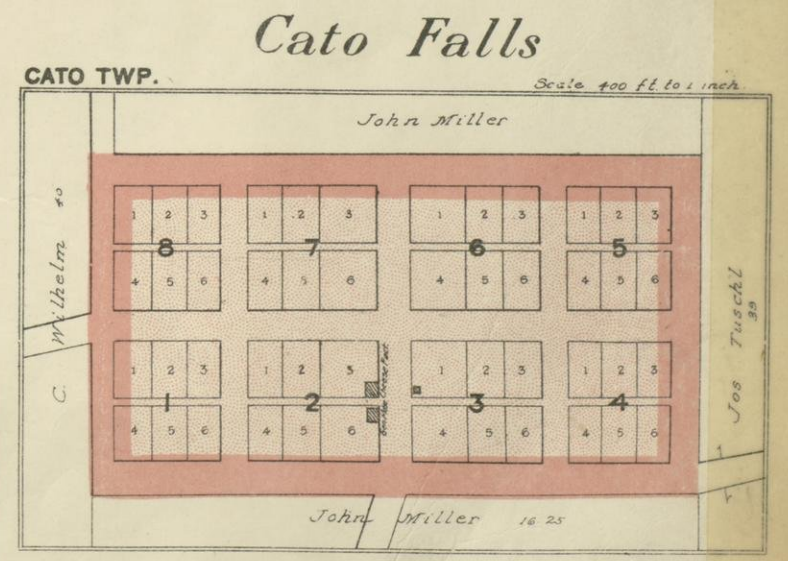 Cato Falls
CATO TWP.
Scale 400 ft. to 1 inch
John Miller
C. Wilhelm 40
Jos Tuschl 39
1 2 3
1 2 3
1 2 3
1 2 3
8
7
6
5
4 5 6
4 5 6
4 5 6
4 5 6
1 2 3
1 2 3
1 2 3
1 2 3
1
2
3
4
4 5 6
4 5 6
4 5 6
4 5 6
Cheese Fact.
John Miller 16.25